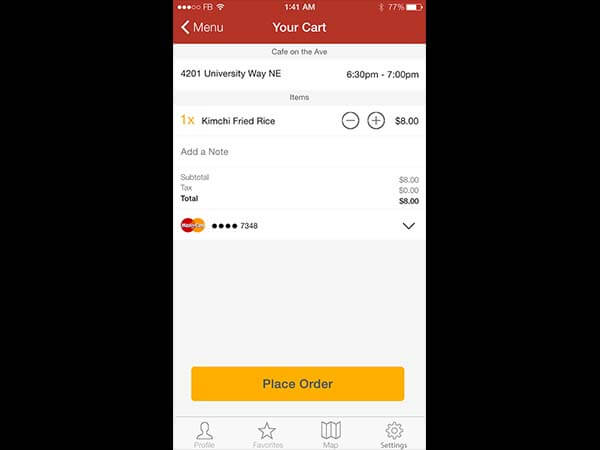 FB 1:41 AM 77%
Menu Your Cart
Cafe on the Ave
4201 University Way NE 6:30pm - 7:00pm
Items
1x Kimchi Fried Rice $8.00
Add a Note
Subtotal $8.00
Tax $0.00
Total $8.00
MasterCard ●●●● 7348
Place Order
Profile Favorites Map Settings